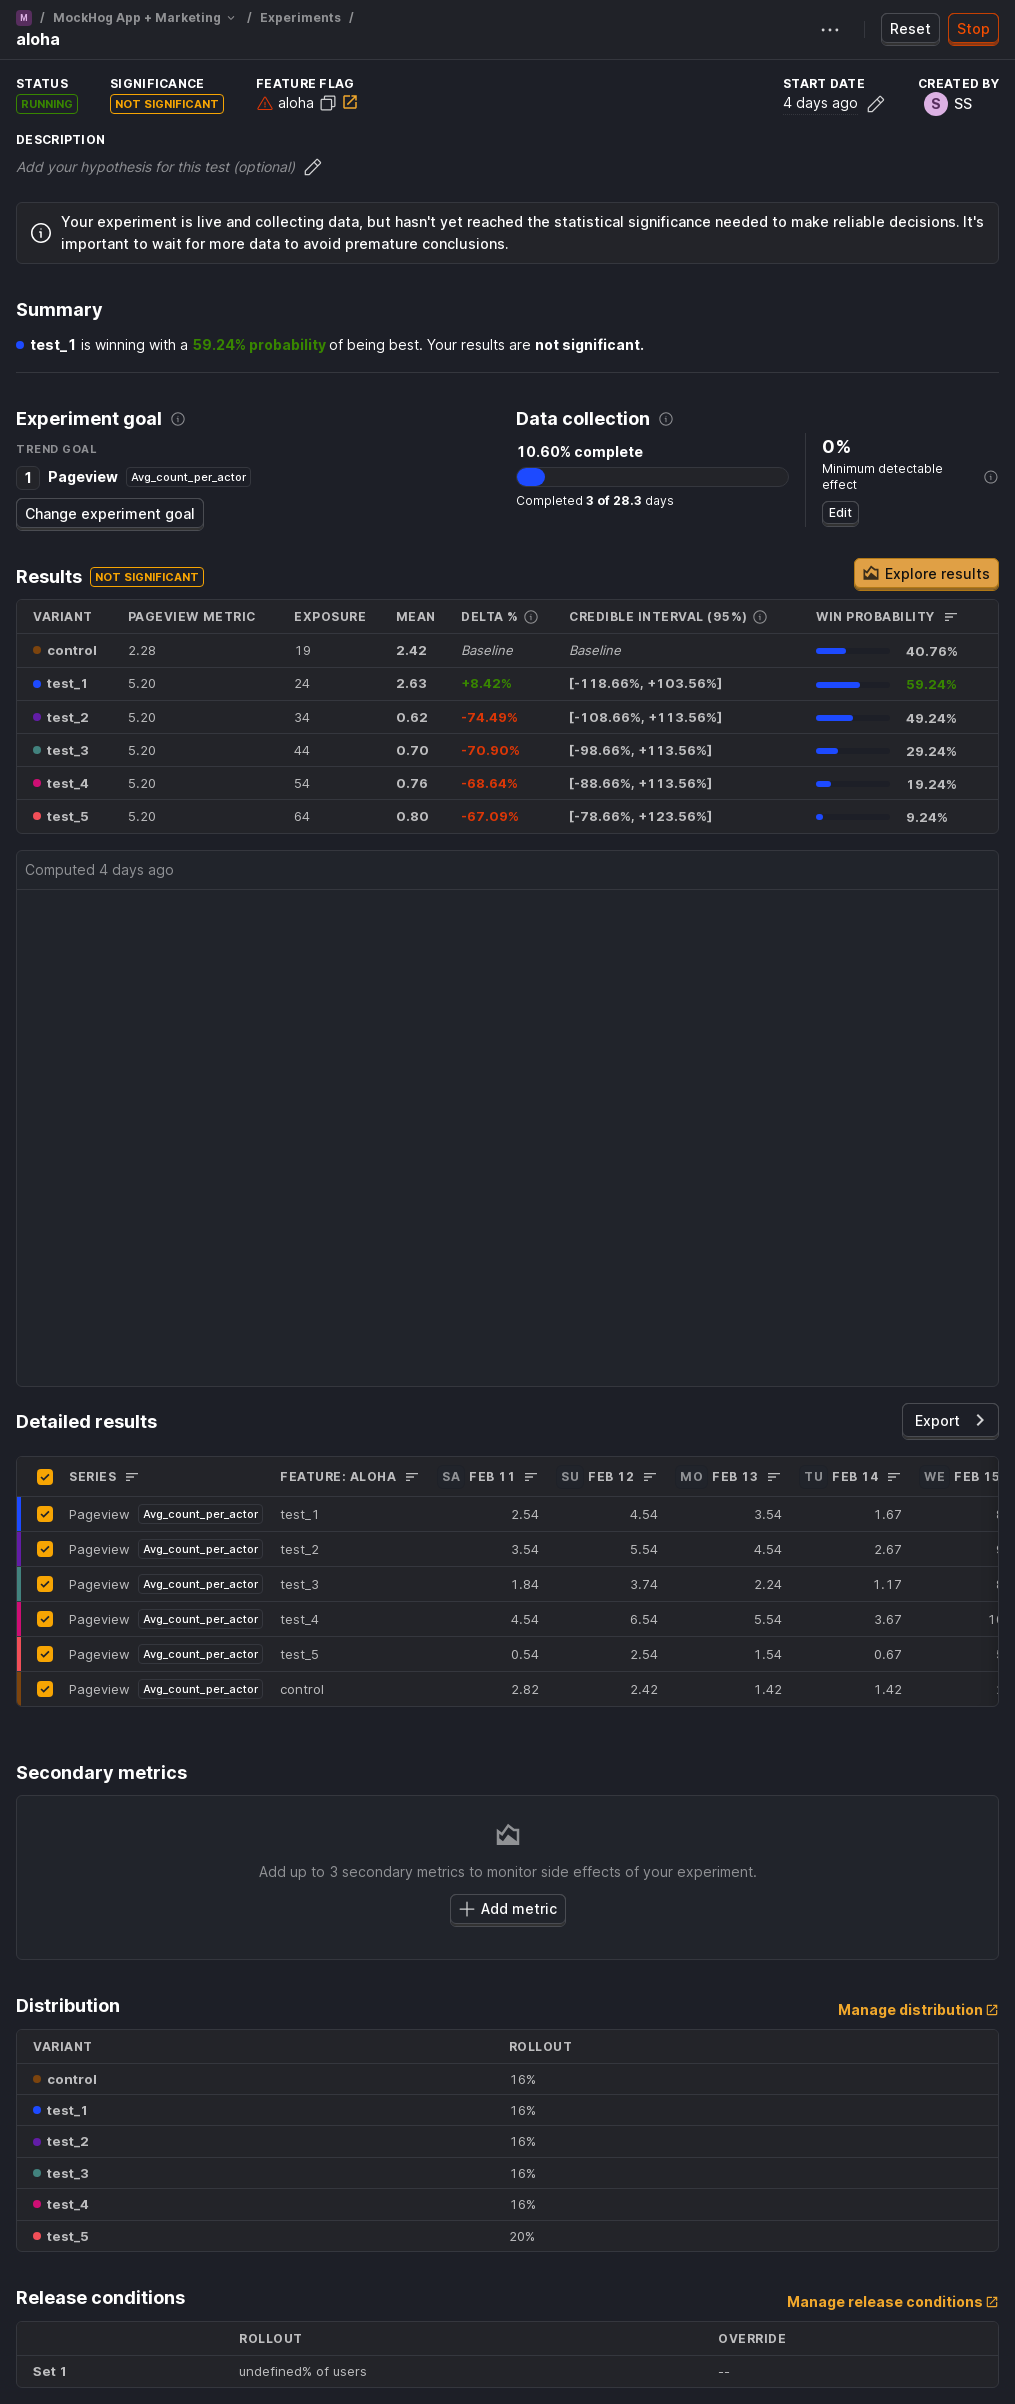 M / MockHog App + Marketing / Experiments /
aloha
Reset
Stop
STATUS
RUNNING
SIGNIFICANCE
NOT SIGNIFICANT
FEATURE FLAG
aloha
START DATE
4 days ago
CREATED BY
S SS
DESCRIPTION
Add your hypothesis for this test (optional)
Your experiment is live and collecting data, but hasn't yet reached the statistical significance needed to make reliable decisions. It's
important to wait for more data to avoid premature conclusions.
Summary
test_1 is winning with a 59.24% probability of being best. Your results are not significant.
Experiment goal
TREND GOAL
1 Pageview Avg_count_per_actor
Change experiment goal
Data collection
10.60% complete
Completed 3 of 28.3 days
0%
Minimum detectable
effect
Edit
Results NOT SIGNIFICANT
Explore results
VARIANT PAGEVIEW METRIC EXPOSURE MEAN DELTA % CREDIBLE INTERVAL (95%) WIN PROBABILITY
control 2.28 19 2.42 Baseline Baseline 40.76%
test_1 5.20 24 2.63 +8.42% [-118.66%, +103.56%] 59.24%
test_2 5.20 34 0.62 -74.49% [-108.66%, +113.56%] 49.24%
test_3 5.20 44 0.70 -70.90% [-98.66%, +113.56%] 29.24%
test_4 5.20 54 0.76 -68.64% [-88.66%, +113.56%] 19.24%
test_5 5.20 64 0.80 -67.09% [-78.66%, +123.56%] 9.24%
Computed 4 days ago
Detailed results
Export
SERIES FEATURE: ALOHA SA FEB 11 SU FEB 12 MO FEB 13 TU FEB 14 WE FEB 15
Pageview Avg_count_per_actor test_1 2.54 4.54 3.54 1.67
Pageview Avg_count_per_actor test_2 3.54 5.54 4.54 2.67
Pageview Avg_count_per_actor test_3 1.84 3.74 2.24 1.17
Pageview Avg_count_per_actor test_4 4.54 6.54 5.54 3.67
Pageview Avg_count_per_actor test_5 0.54 2.54 1.54 0.67
Pageview Avg_count_per_actor control 2.82 2.42 1.42 1.42
Secondary metrics
Add up to 3 secondary metrics to monitor side effects of your experiment.
Add metric
Distribution
Manage distribution
VARIANT ROLLOUT
control 16%
test_1 16%
test_2 16%
test_3 16%
test_4 16%
test_5 20%
Release conditions
Manage release conditions
ROLLOUT OVERRIDE
Set 1 undefined% of users --